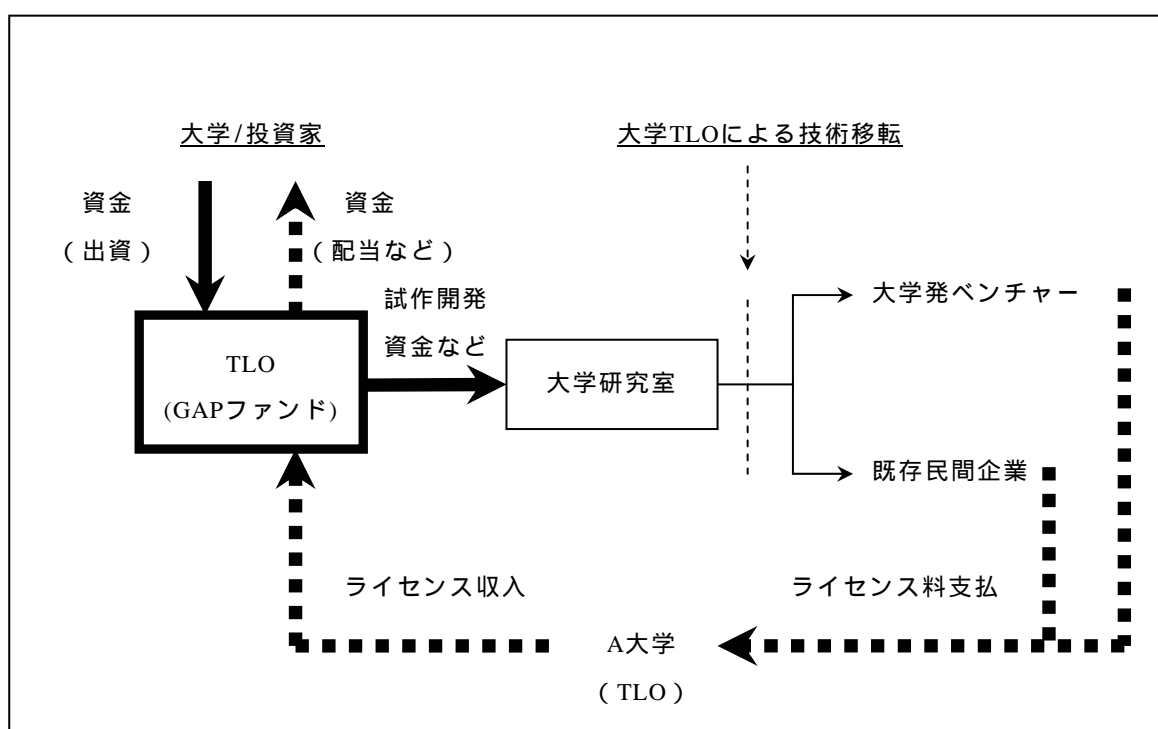 大学/投資家
大学TLOによる技術移転
資金
(出資)
資金
(配当など)
試作開発
資金など
TLO
(GAPファンド)
大学研究室
大学発ベンチャー
既存民間企業
ライセンス収入
ライセンス料支払
A大学
(TLO)